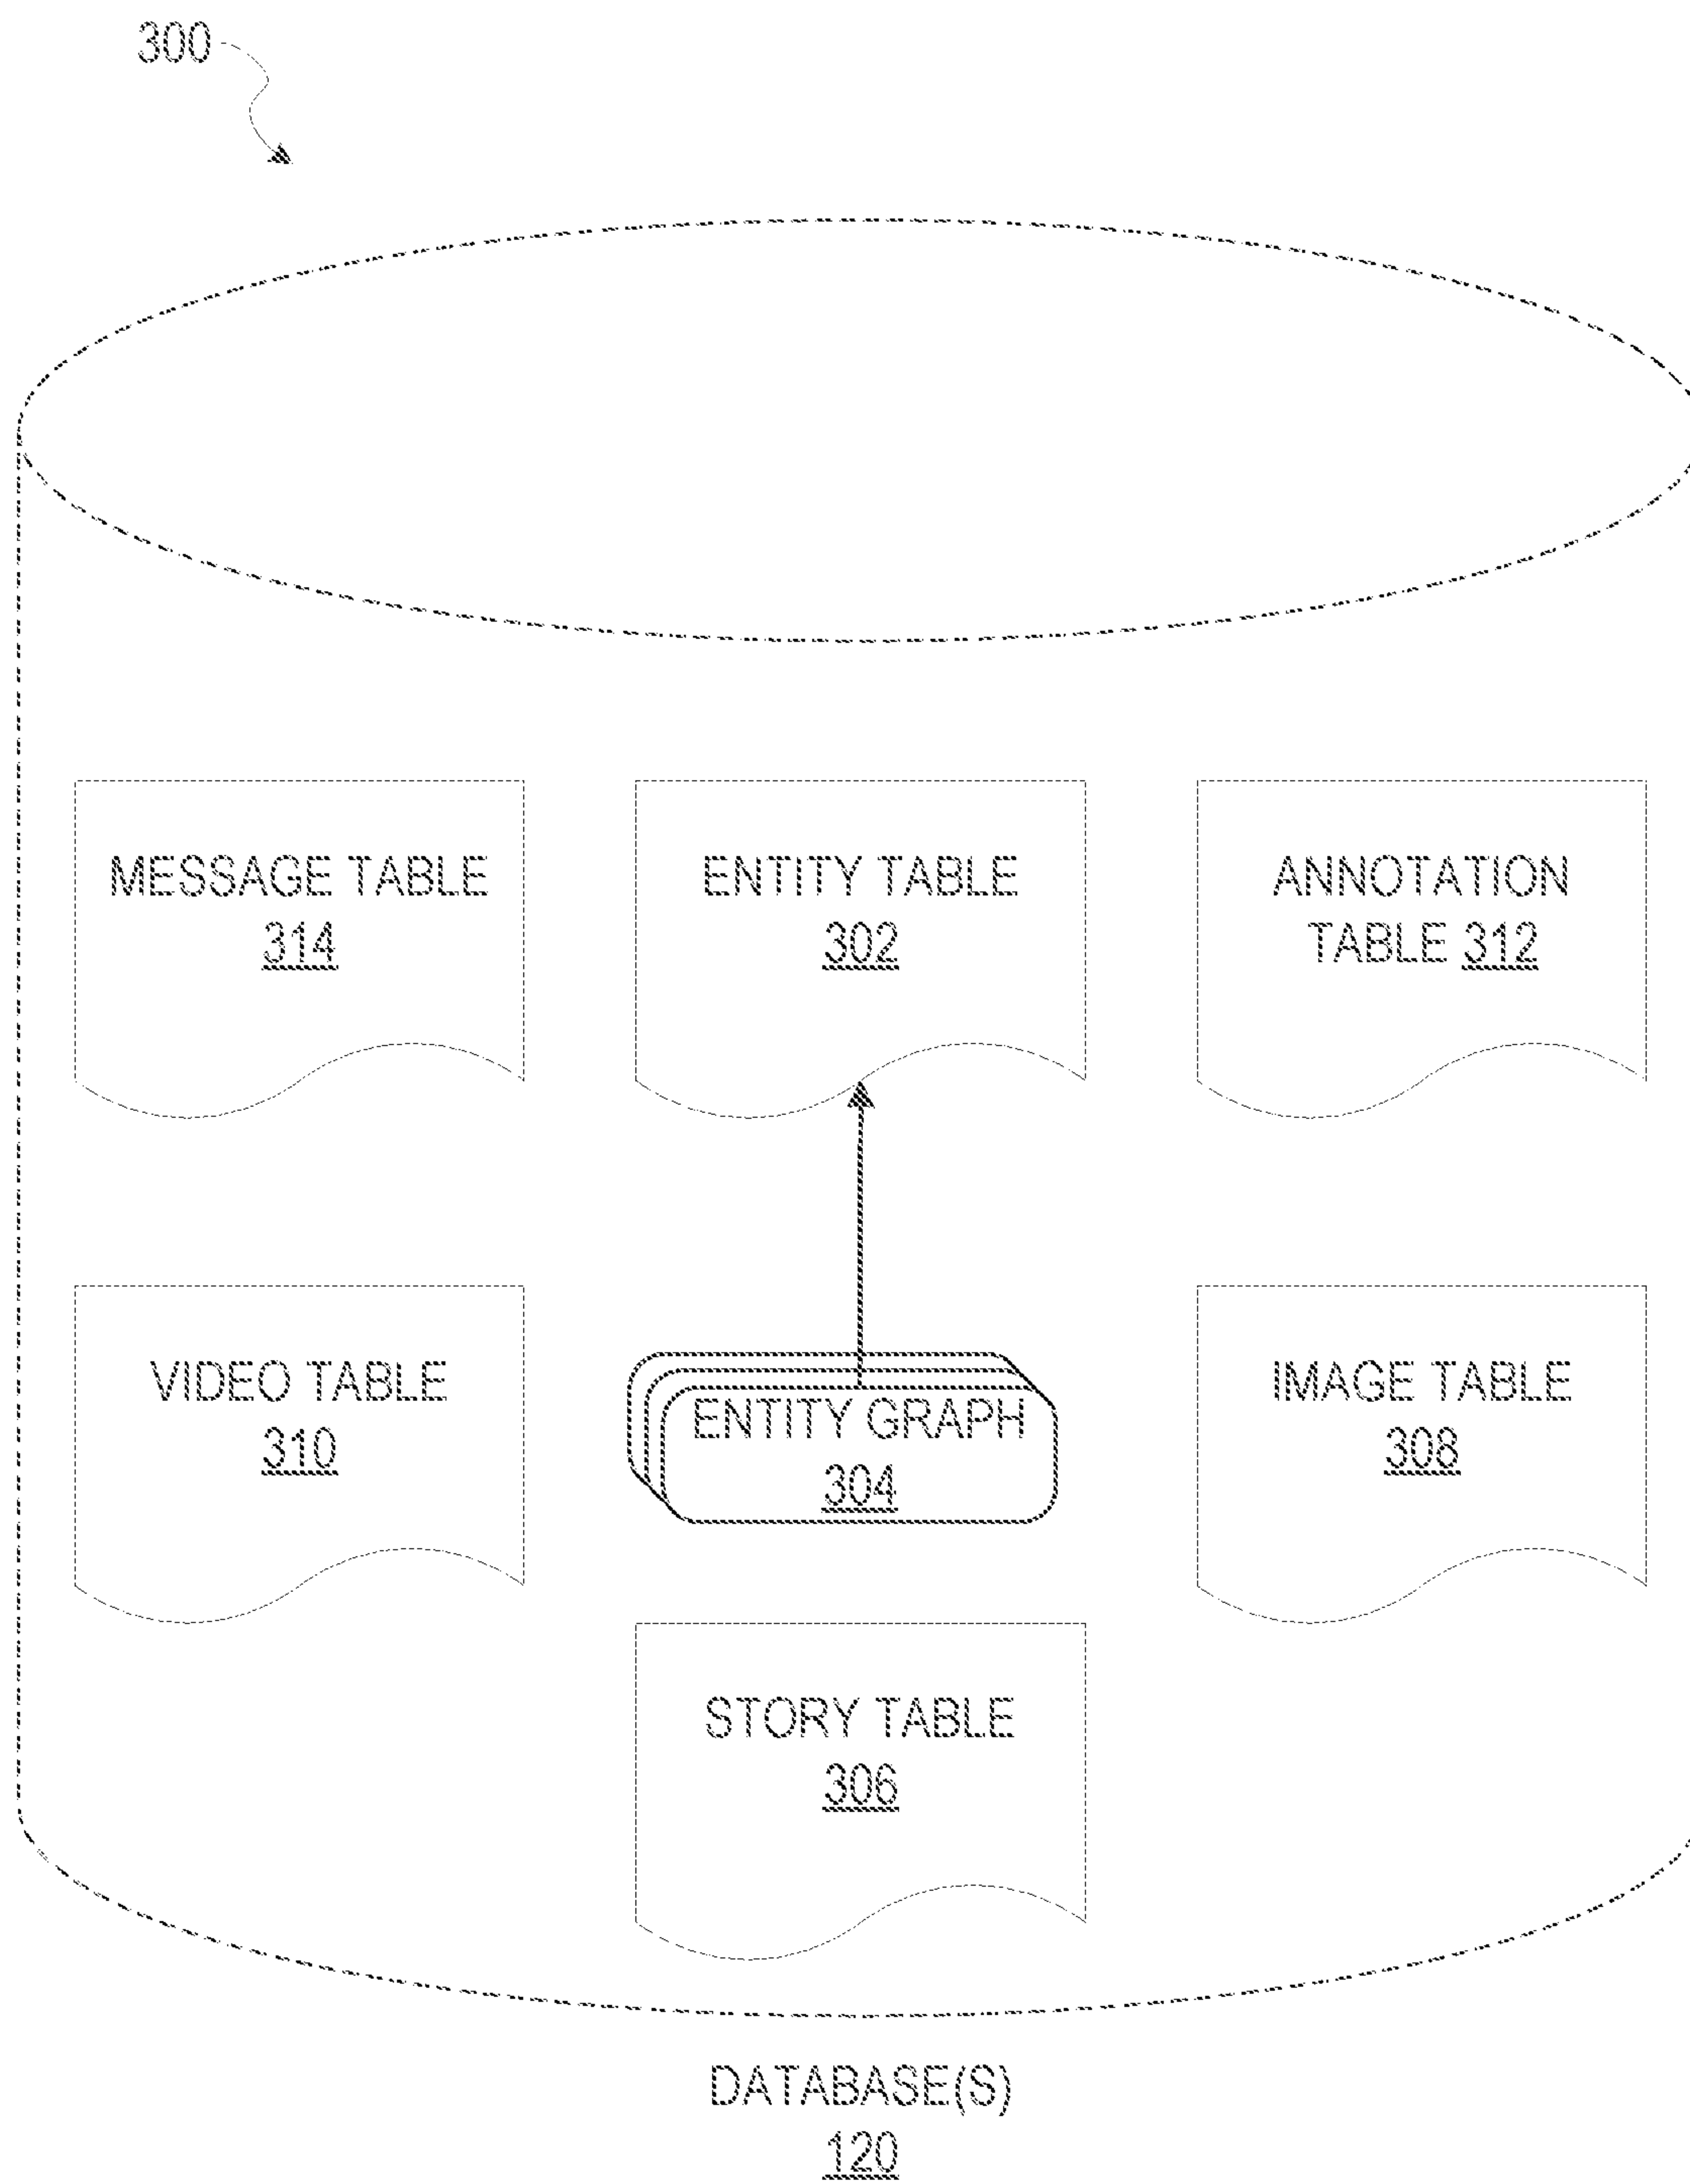 300
MESSAGE TABLE
314
ENTITY TABLE
302
ANNOTATION
TABLE 312
VIDEO TABLE
310
ENTITY GRAPH
304
IMAGE TABLE
308
STORY TABLE
306
DATABASE(S)
120